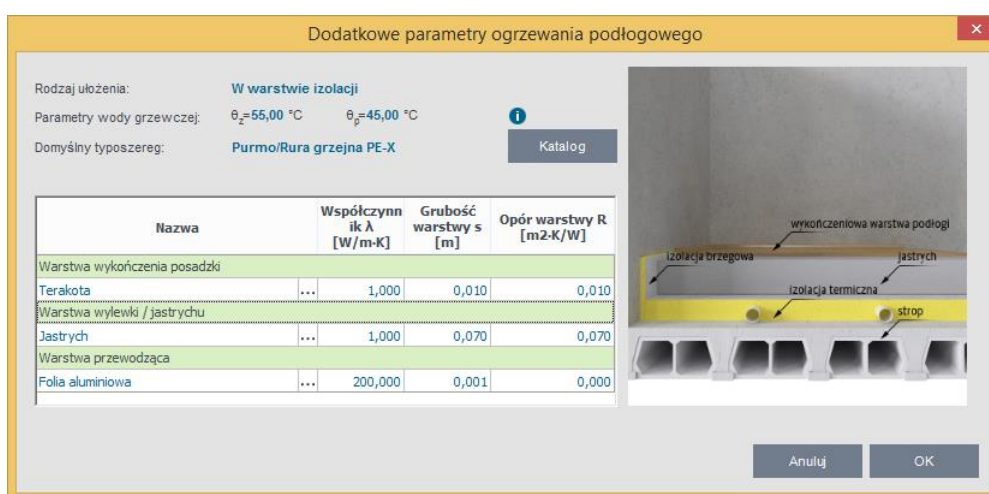 Dodatkowe parametry ogrzewania podłogowego
Rodzaj ułożenia: W warstwie izolacji
Parametry wody grzewczej: θz=55,00 °C θp=45,00 °C
Domyślny typoszereg: Purmo/Rura grzejna PE-X
Katalog
Nazwa Współczynn ik λ [W/m·K] Grubość warstwy s [m] Opór warstwy R [m2·K/W]
Warstwa wykończenia posadzki
Terakota ... 1,000 0,010 0,010
Warstwa wylewki / jastrychu
Jastrych ... 1,000 0,070 0,070
Warstwa przewodząca
Folia aluminiowa ... 200,000 0,001 0,000
wykończeniowa warstwa podłogi
izolacja brzegowa
jastrych
izolacja termiczna
strop
Anuluj OK